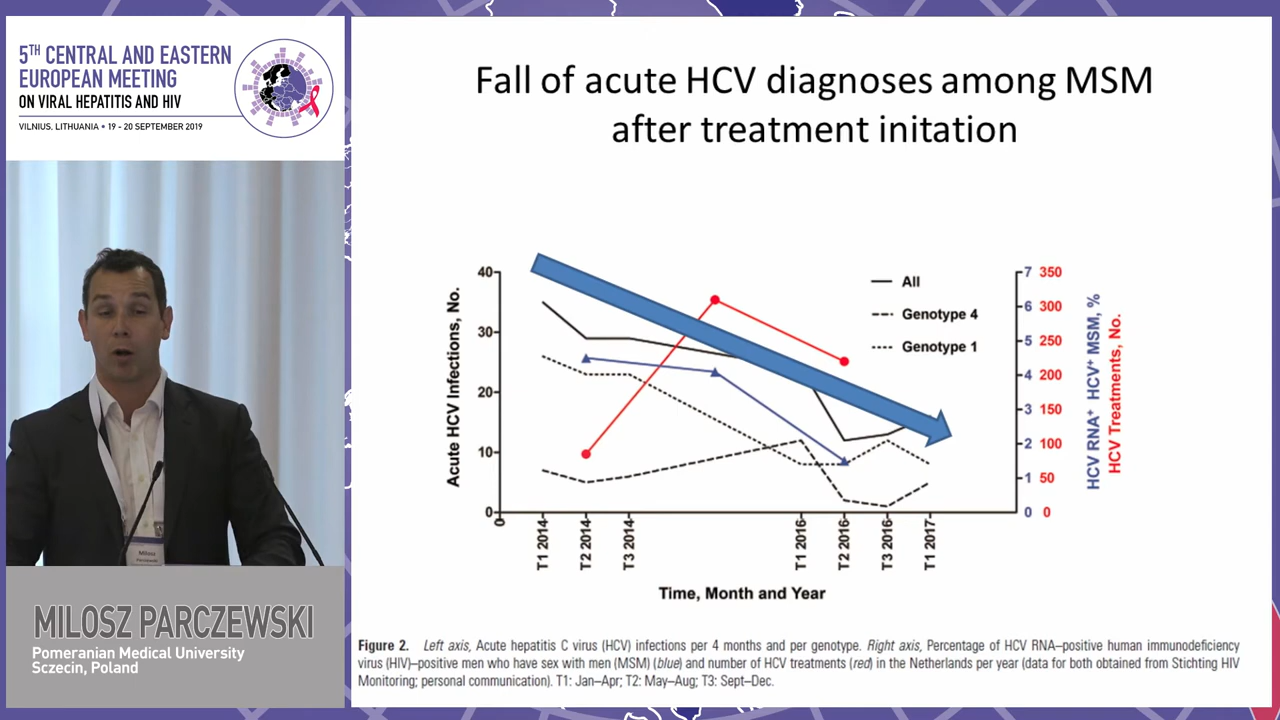 5TH CENTRAL AND EASTERN
EUROPEAN MEETING
ON VIRAL HEPATITIS AND HIV
VILNIUS, LITHUANIA • 19 - 20 SEPTEMBER 2019
Fall of acute HCV diagnoses among MSM
after treatment initation
Acute HCV Infections, No.
40
30
20
10
0
All
Genotype 4
Genotype 1
7
6
5
4
3
2
1
0
350
300
250
200
150
100
50
0
HCV RNA+ HCV+ MSM, %
HCV Treatments, No.
0
T1 2014
T2 2014
T3 2014
T1 2016
T2 2016
T3 2016
T1 2017
Time, Month and Year
Milosz
MILOSZ PARCZEWSKI
Pomeranian Medical University
Sczecin, Poland
Figure 2. Left axis, Acute hepatitis C virus (HCV) infections per 4 months and per genotype. Right axis, Percentage of HCV RNA–positive human immunodeficiency
virus (HIV)–positive men who have sex with men (MSM) (blue) and number of HCV treatments (red) in the Netherlands per year (data for both obtained from Stichting HIV
Monitoring; personal communication). T1: Jan–Apr; T2: May–Aug; T3: Sept–Dec.